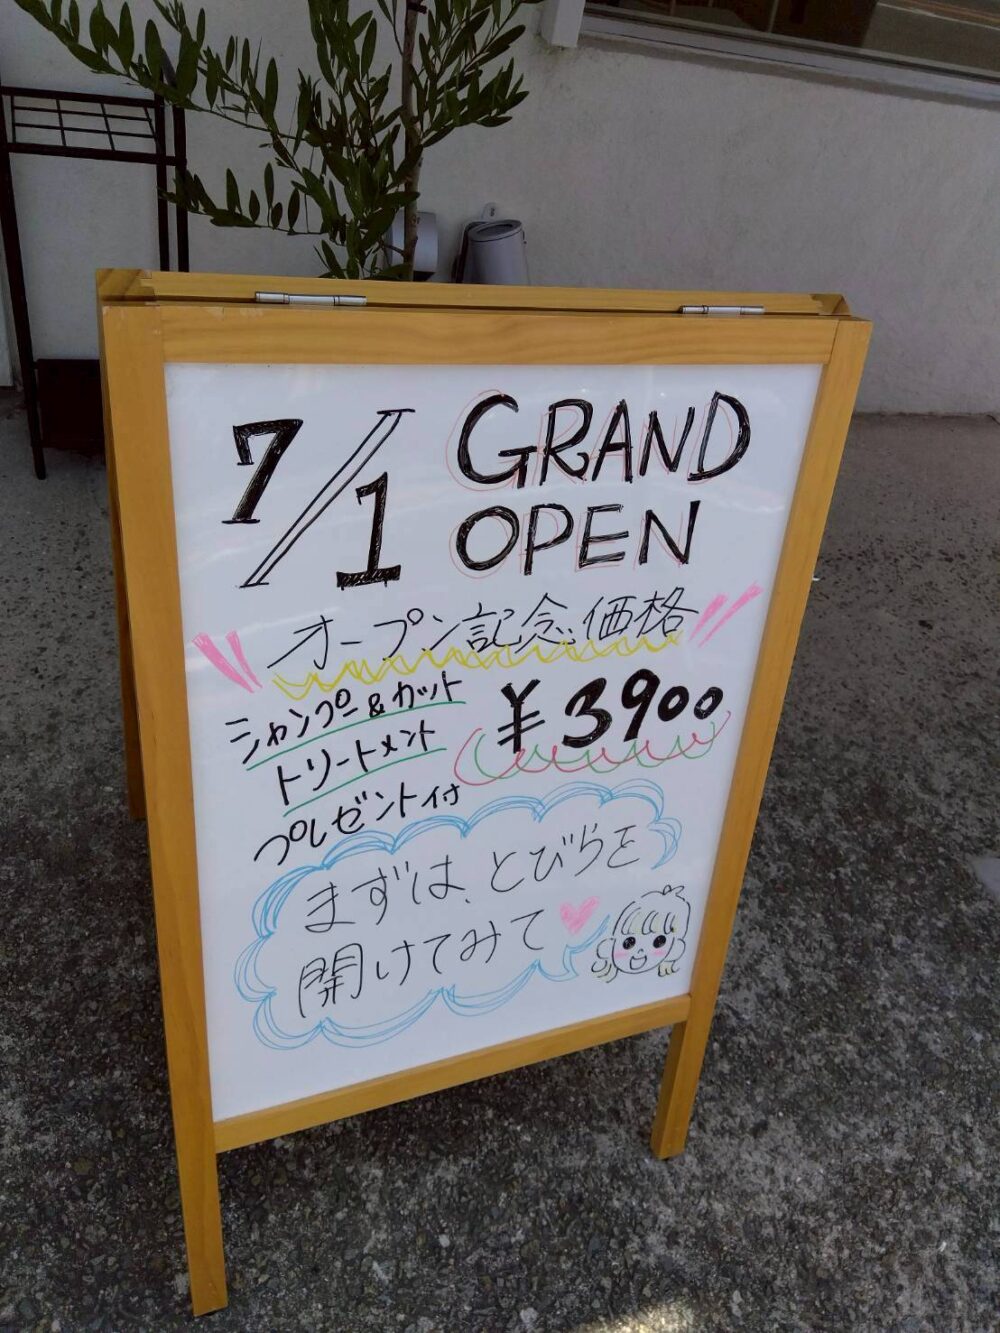 7/1 GRAND
OPEN
オープン記念価格
シャンプー&カット
トリートメント
¥3900
プレゼント付
まずは、とびらを
開けてみて